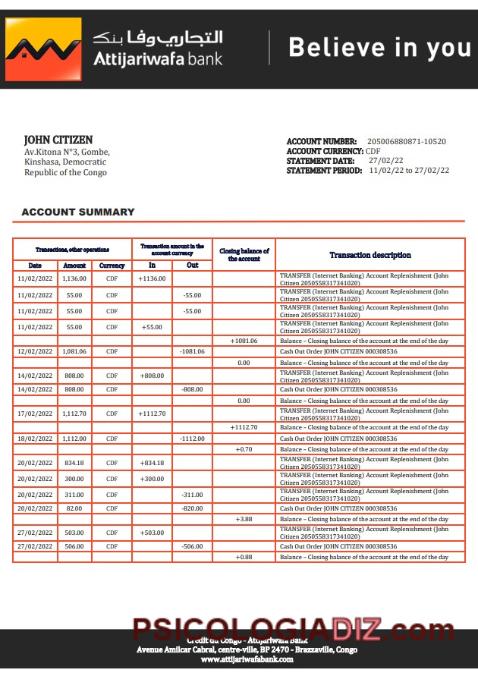 التجاري وفا بنك
Attijariwafa bank
Believe in you
JOHN CITIZEN
Av.Kitona N°3, Gombe,
Kinshasa, Democratic
Republic of the Congo
ACCOUNT NUMBER: 205006880871-10520
ACCOUNT CURRENCY: CDF
STATEMENT DATE: 27/02/22
STATEMENT PERIOD: 11/02/22 to 27/02/22
ACCOUNT SUMMARY
Transactions, other operations
Transaction amount in the
account currency
Closing balance of
the account
Transaction description
Date Amount Currency In Out
11/02/2022 1,136.00 CDF +1136.00 TRANSFER (Internet Banking) Account Replenishment (John
Citizen 2050558317341020)
11/02/2022 55.00 CDF -55.00 TRANSFER (Internet Banking) Account Replenishment (John
Citizen 2050558317341020)
11/02/2022 55.00 CDF -55.00 TRANSFER (Internet Banking) Account Replenishment (John
Citizen 2050558317341020)
11/02/2022 55.00 CDF +55.00 TRANSFER (Internet Banking) Account Replenishment (John
Citizen 2050558317341020)
+1081.06 Balance – Closing balance of the account at the end of the day
12/02/2022 1,081.06 CDF -1081.06 Cash Out Order JOHN CITIZEN 000308536
0.00 Balance – Closing balance of the account at the end of the day
14/02/2022 808.00 CDF +808.00 TRANSFER (Internet Banking) Account Replenishment (John
Citizen 2050558317341020)
14/02/2022 808.00 CDF -808.00 Cash Out Order JOHN CITIZEN 000308536
0.00 Balance – Closing balance of the account at the end of the day
17/02/2022 1,112.70 CDF +1112.70 TRANSFER (Internet Banking) Account Replenishment (John
Citizen 2050558317341020)
+1112.70 Balance – Closing balance of the account at the end of the day
18/02/2022 1,112.00 CDF -1112.00 Cash Out Order JOHN CITIZEN 000308536
+0.70 Balance – Closing balance of the account at the end of the day
20/02/2022 834.18 CDF +834.18 TRANSFER (Internet Banking) Account Replenishment (John
Citizen 2050558317341020)
20/02/2022 300.00 CDF +300.00 TRANSFER (Internet Banking) Account Replenishment (John
Citizen 2050558317341020)
20/02/2022 311.00 CDF -311.00 TRANSFER (Internet Banking) Account Replenishment (John
Citizen 2050558317341020)
20/02/2022 82.00 CDF -820.00 Cash Out Order JOHN CITIZEN 000308536
+3.88 Balance – Closing balance of the account at the end of the day
27/02/2022 503.00 CDF +503.00 TRANSFER (Internet Banking) Account Replenishment (John
Citizen 2050558317341020)
27/02/2022 506.00 CDF -506.00 Cash Out Order JOHN CITIZEN 000308536
+0.88 Balance – Closing balance of the account at the end of the day
PSICOLOGIADIZ.com
Crédit du Congo - Attijariwafa Bank
Avenue Amilcar Cabral, centre-ville, BP 2470 - Brazzaville, Congo
www.attijariwafabank.com